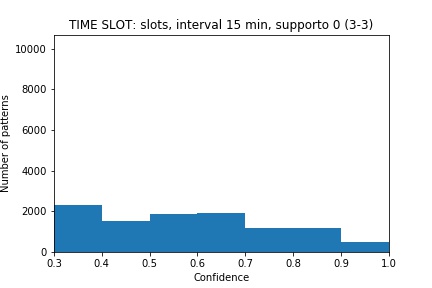 TIME SLOT: slots, interval 15 min, supporto 0 (3-3)
10000
8000
6000
4000
2000
0
Number of patterns
0.3 0.4 0.5 0.6 0.7 0.8 0.9 1.0
Confidence